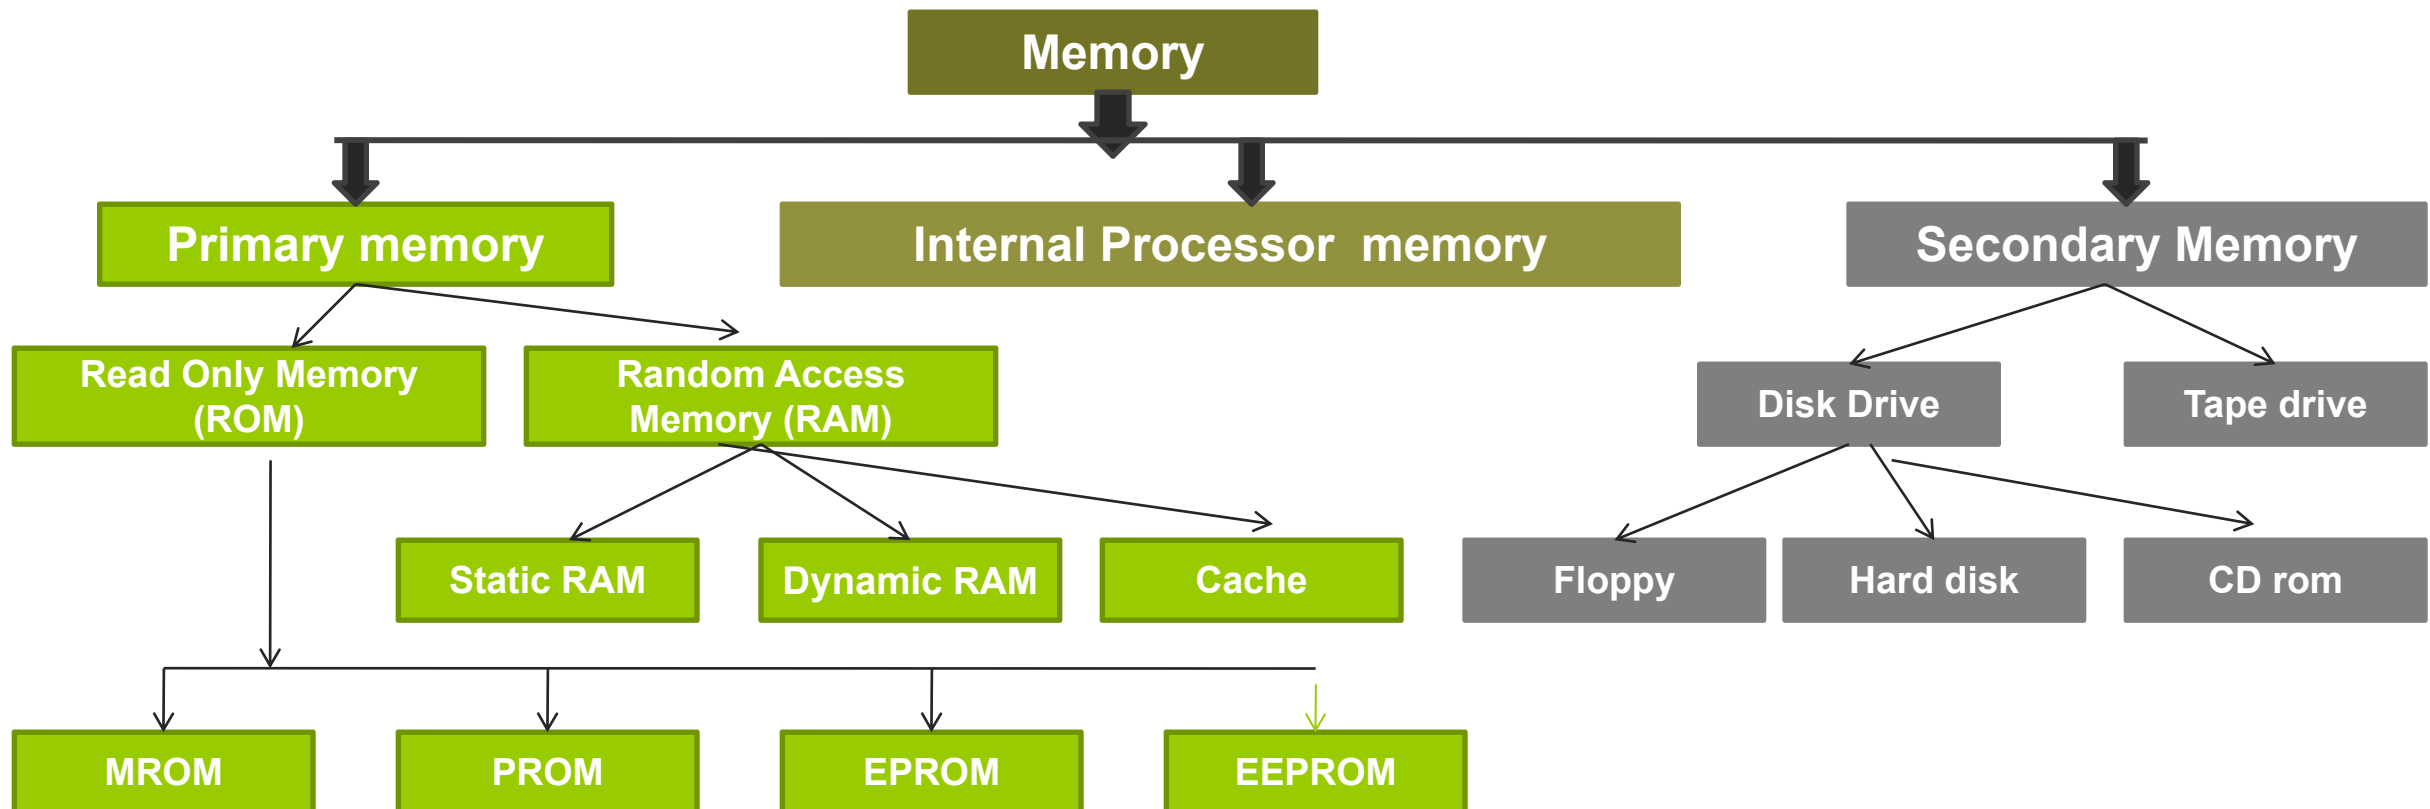 Memory
Primary memory
Internal Processor  memory
Secondary Memory
Read Only Memory
(ROM)
Random Access
Memory (RAM)
Disk Drive
Tape drive
Static RAM
Dynamic RAM
Cache
Floppy
Hard disk
CD rom
MROM
PROM
EPROM
EEPROM